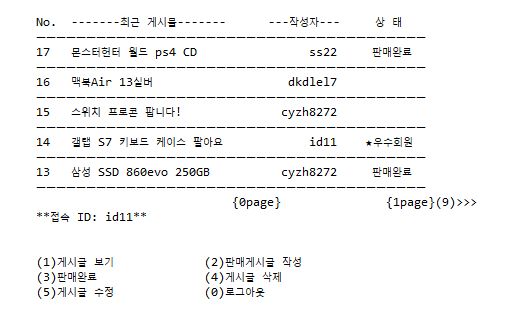 No. -------최근 게시물------- ---작성자--- 상 태
17 몬스터헌터 월드 ps4 CD ss22 판매완료
16 맥북Air 13실버 dkdlel7
15 스위치 프로콘 팝니다! cyzh8272
14 갤탭 S7 키보드 케이스 팔아요 id11 ★우수회원
13 삼성 SSD 860evo 250GB cyzh8272 판매완료
{0page} {1page}(9)>>>
**접속 ID: id11**
(1)게시글 보기 (2)판매게시글 작성
(3)판매완료 (4)게시글 삭제
(5)게시글 수정 (0)로그아웃